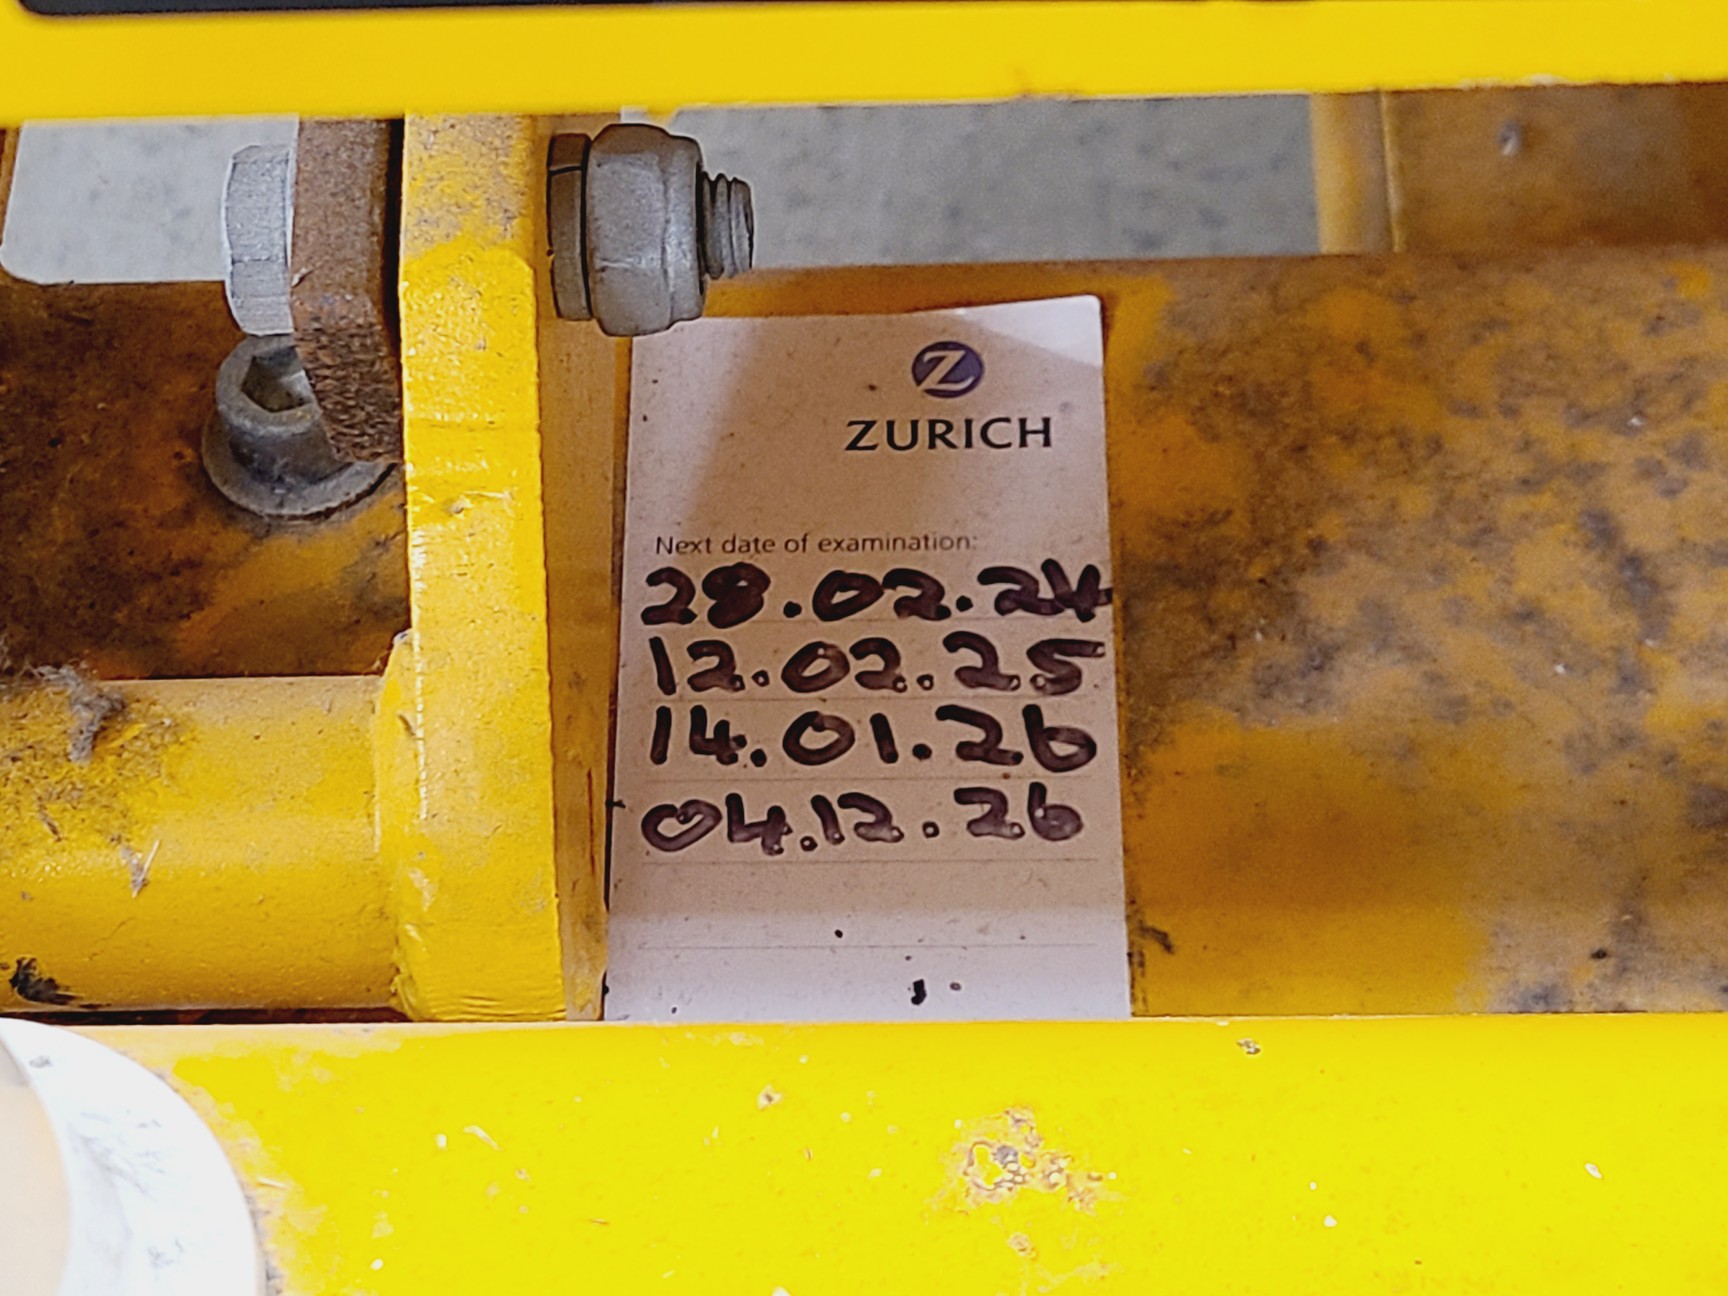 Z
ZURICH
Next date of examination:
28.02.24
12.02.25
14.01.26
04.12.26